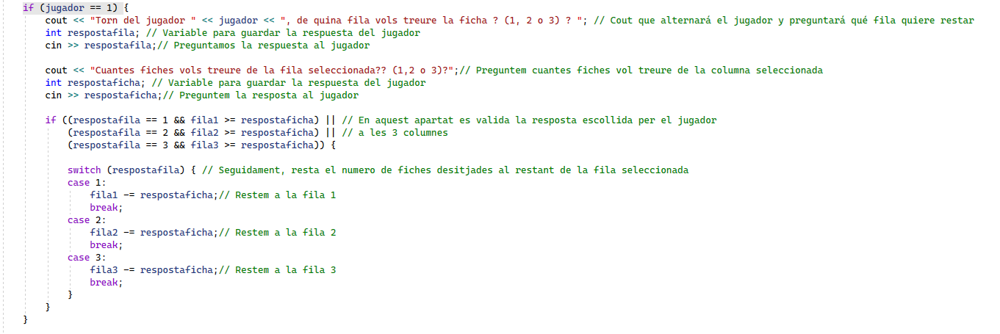 if (jugador == 1) {
cout << "Torn del jugador " << jugador << ", de quina fila vols treure la ficha ? (1, 2 o 3) ? "; // Cout que alternará el jugador y preguntará qué fila quiere restar
int respostafila; // Variable para guardar la respuesta del jugador
cin >> respostafila;// Preguntamos la respuesta al jugador
cout << "Cuantes fiches vols treure de la fila seleccionada?? (1,2 o 3)?";// Preguntem cuantes fiches vol treure de la columna seleccionada
int respostaficha; // Variable para guardar la respuesta del jugador
cin >> respostaficha;// Preguntem la resposta al jugador
if ((respostafila == 1 && fila1 >= respostaficha) || // En aquest apartat es valida la resposta escollida per el jugador
(respostafila == 2 && fila2 >= respostaficha) || // a les 3 columnes
(respostafila == 3 && fila3 >= respostaficha)) {
switch (respostafila) { // Seguidament, resta el numero de fiches desitjades al restant de la fila seleccionada
case 1:
fila1 -= respostaficha;// Restem a la fila 1
break;
case 2:
fila2 -= respostaficha;// Restem a la fila 2
break;
case 3:
fila3 -= respostaficha;// Restem a la fila 3
break;
}
}
}